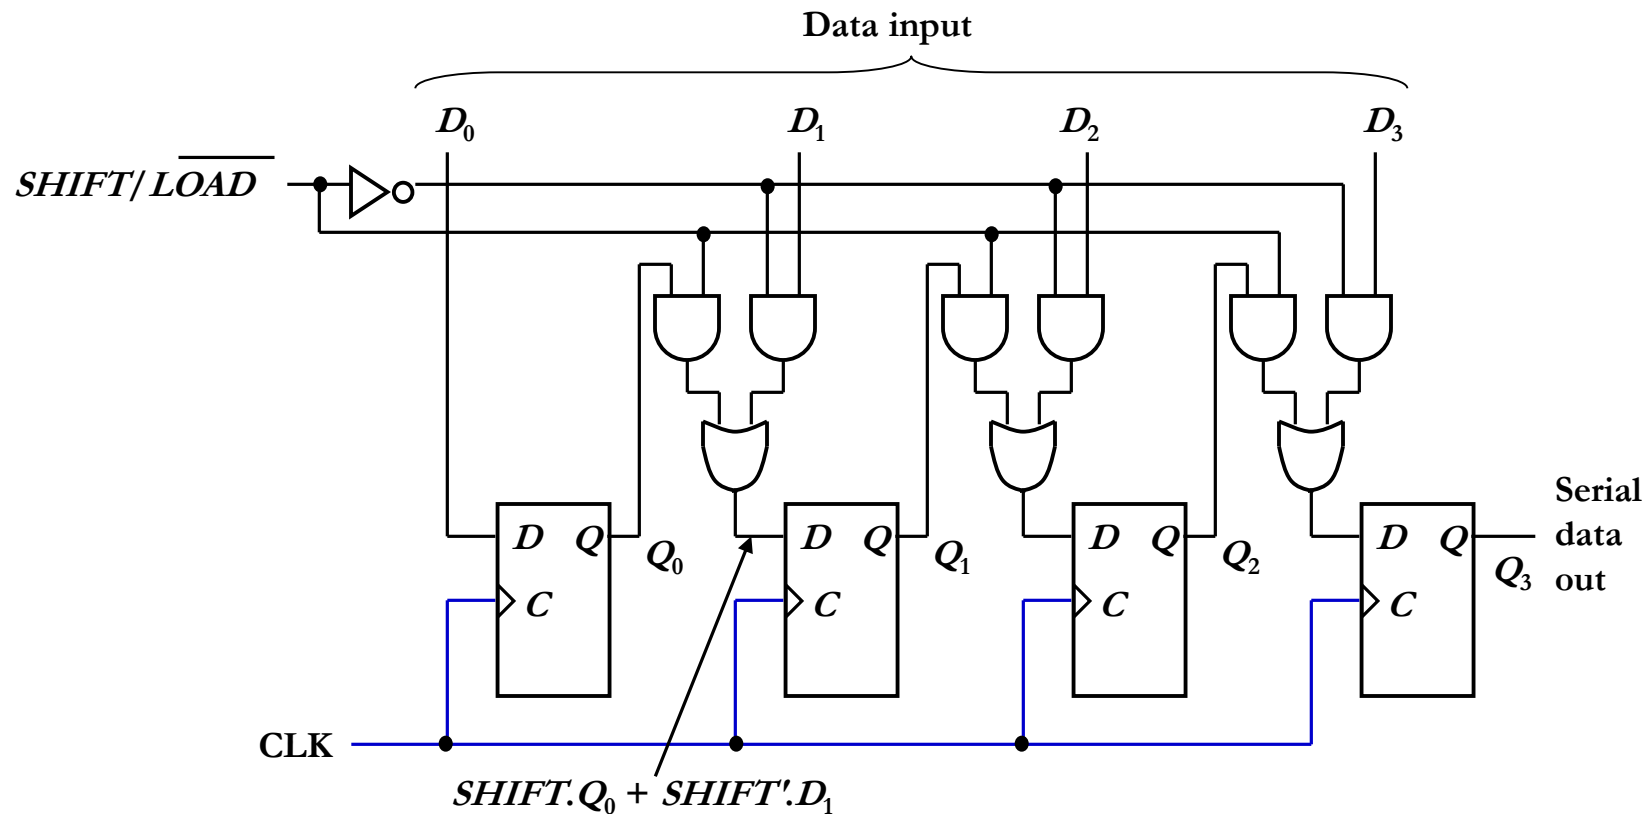 Data input
D₀ D₁ D₂ D₃
SHIFT/L̅O̅A̅D̅
D Q Q₀ D Q Q₁ D Q Q₂ D Q Q₃
Serial
data
out
C C C C
CLK
SHIFT.Q₀ + SHIFT'.D₁